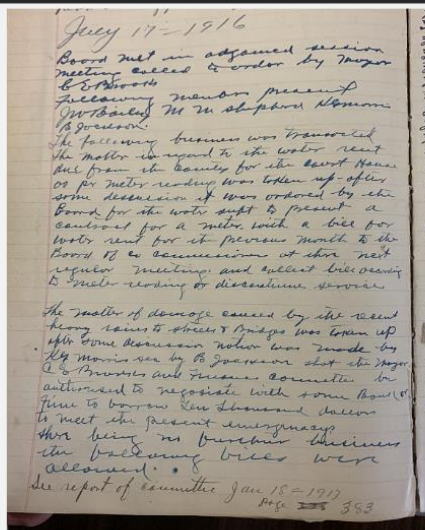 July 17 = 1916
Board met in adjourned session
meeting called to order by Mayor
C E Brooks
Following members present
J W Bailey M M Shepherd H Morris
B Jackson.
The following business was transacted
The matter in regard to the water rent
due from the County for the Court House
as per meter reading was taken up - after
some discussion it was ordered by the
Board for the water supt to present a
contract for a meter with a bill for
water rent for the previous month to the
Board of Co Commissioners at their next
regular meeting and collect bill according
to meter reading or discontinue service
The matter of damage caused by the recent
heavy rains to streets & Bridges was taken up
after some discussion motion was made by
Morris sec by B Jackson that the Mayor
C E Brooks and Finance Committee be
authorised to negotiate with some Bank
time to borrow Ten Thousand dollars
to meet the present emergency
there being no further business
the following bills were
allowed.
See report of committee Jan 18 = 1917
Page 383